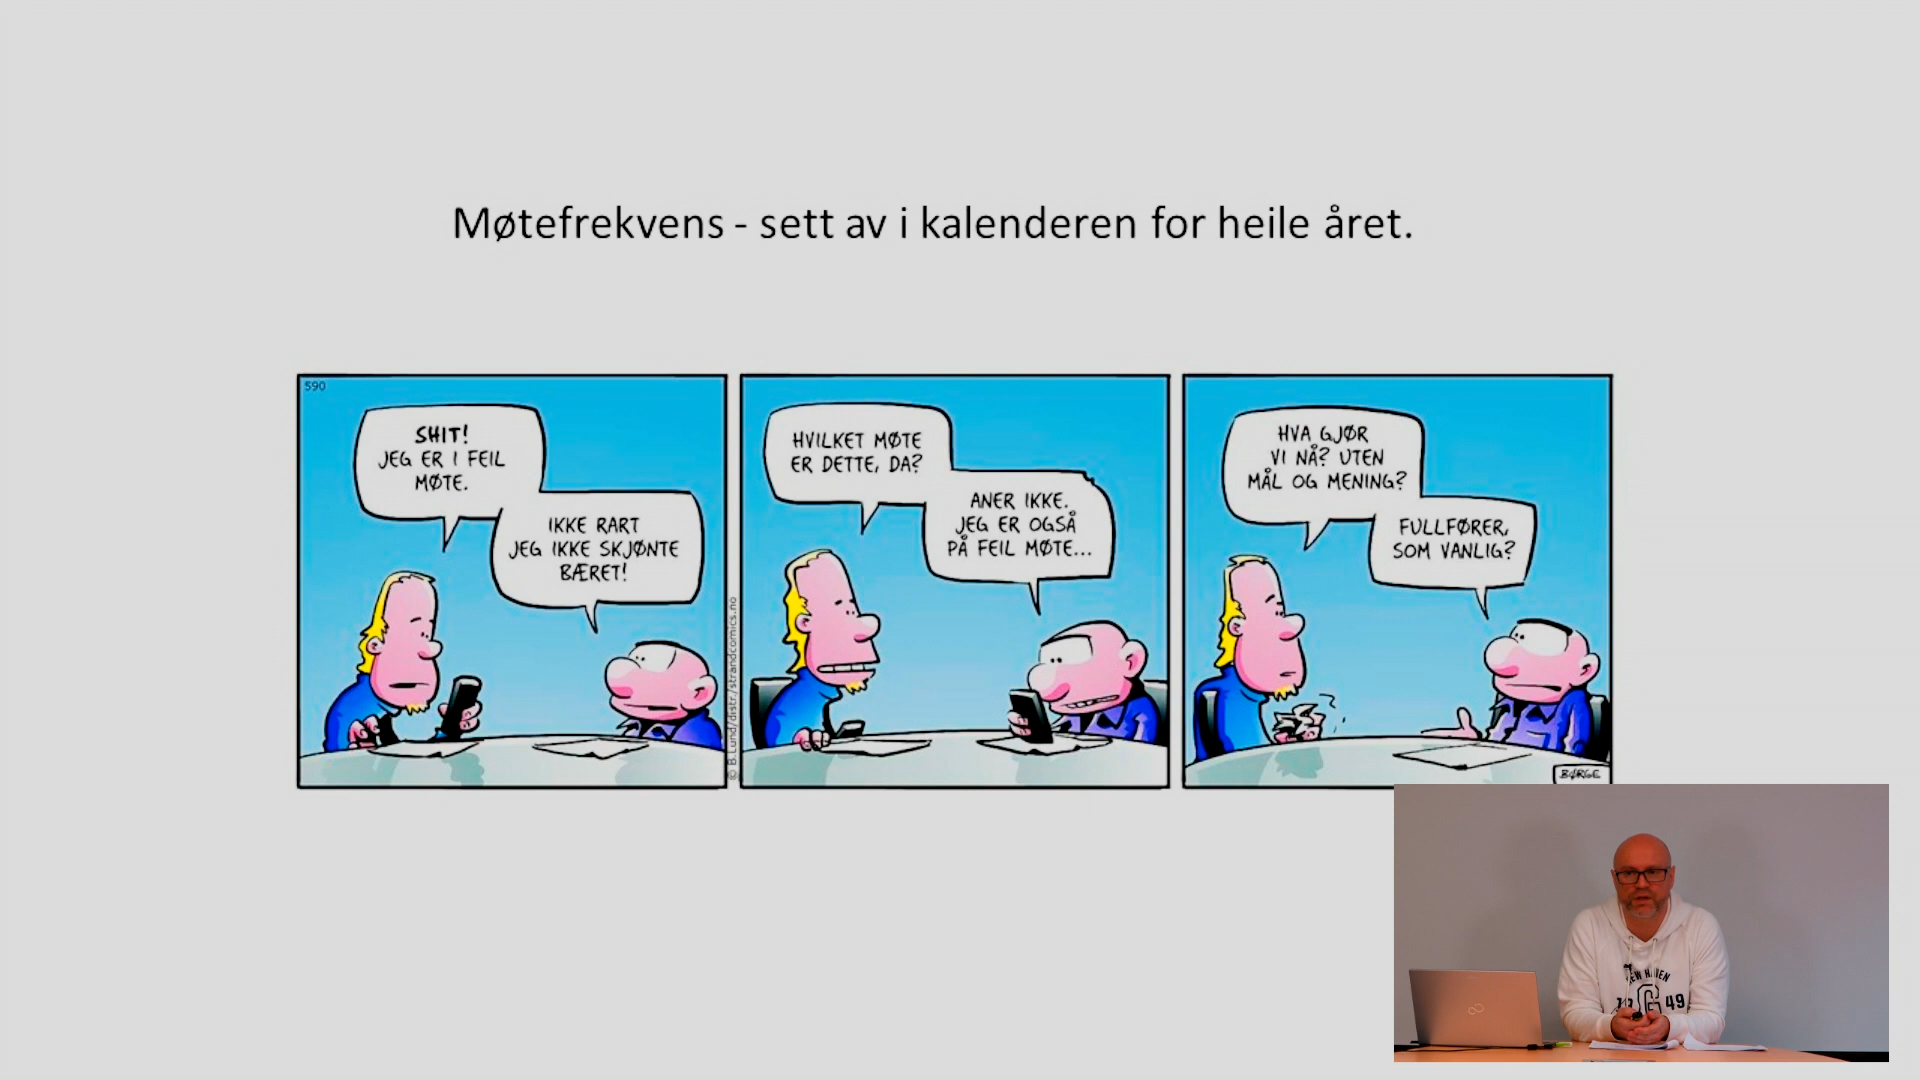 Møtefrekvens - sett av i kalenderen for heile året.
590
SHIT!
JEG ER I FEIL
MØTE.
IKKE RART
JEG IKKE SKJØNTE
BÆRET!
© B.Lund/distr./strandcomics.no
HVILKET MØTE
ER DETTE, DA?
ANER IKKE.
JEG ER OGSÅ
PÅ FEIL MØTE...
HVA GJØR
VI NÅ? UTEN
MÅL OG MENING?
FULLFØRER,
SOM VANLIG?
BØRGE
G
49